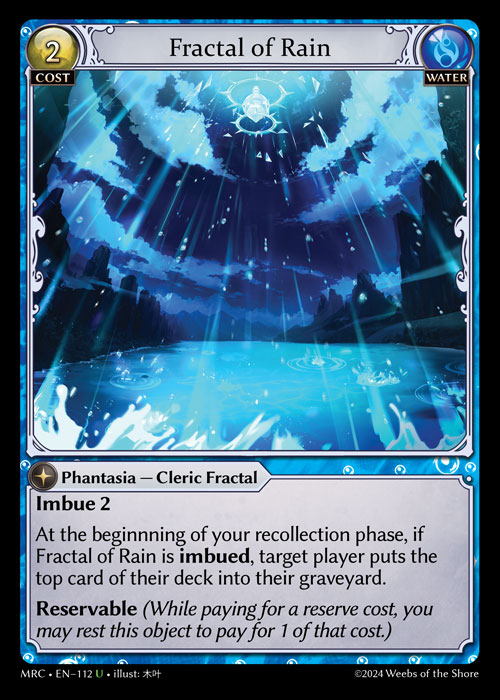 2
Fractal of Rain
COST
WATER
Phantasia — Cleric Fractal
Imbue 2
At the beginnning of your recollection phase, if
Fractal of Rain is imbued, target player puts the
top card of their deck into their graveyard.
Reservable (While paying for a reserve cost, you
may rest this object to pay for 1 of that cost.)
MRC • EN–112 U • illust: 木叶
©2024 Weebs of the Shore